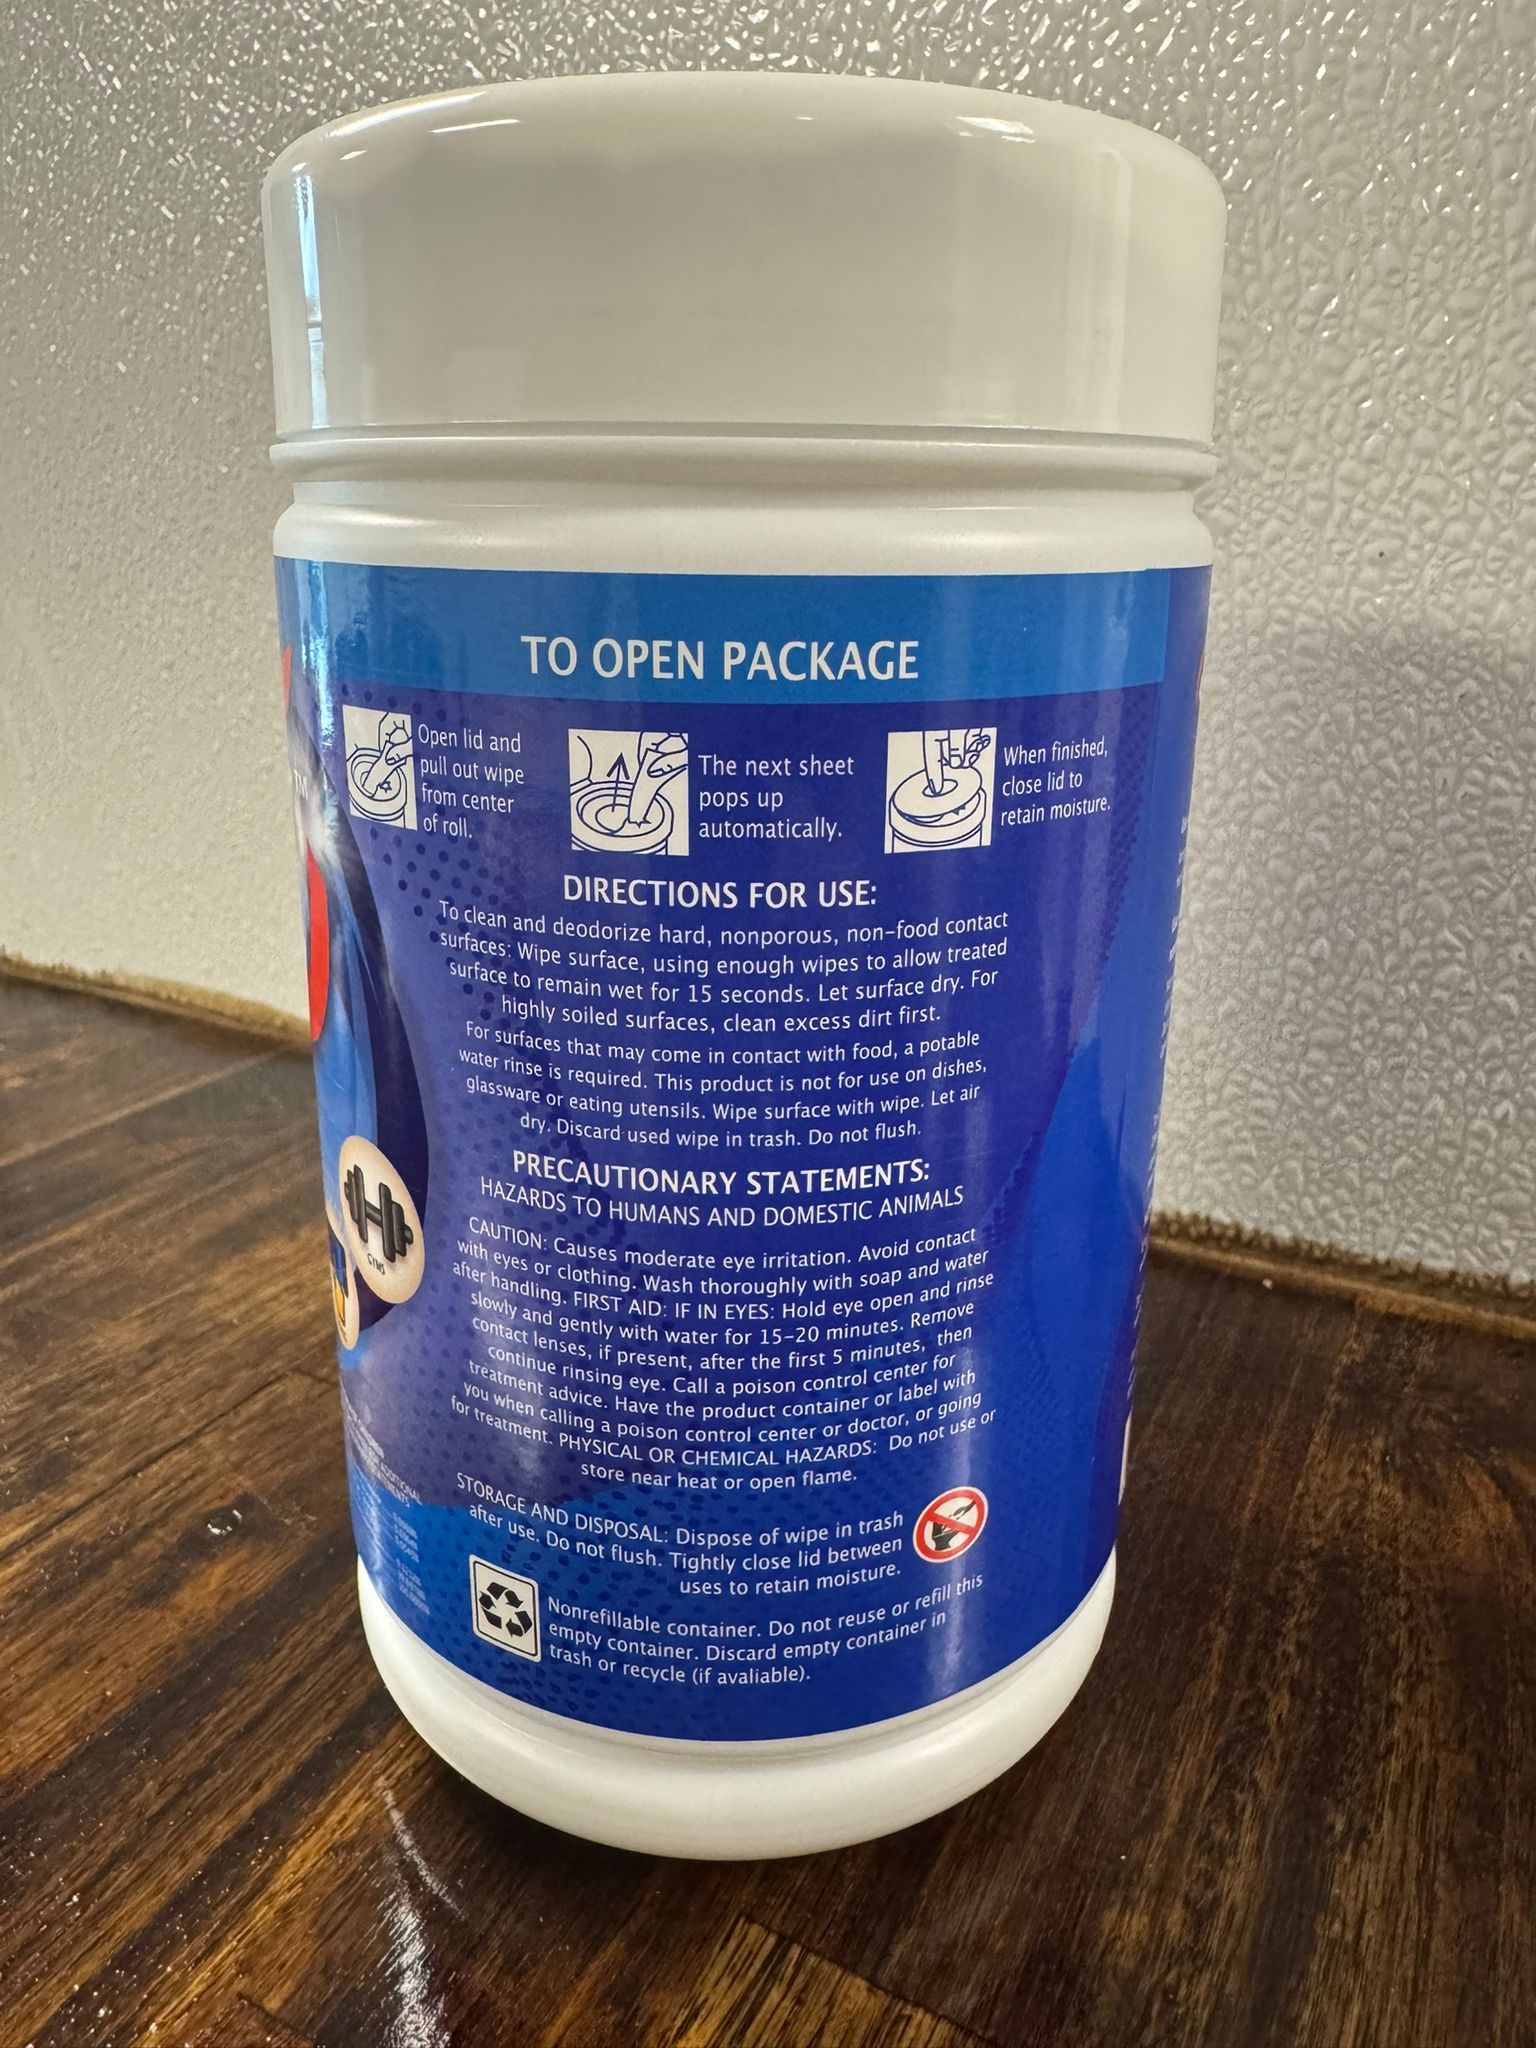 TO OPEN PACKAGE
Open lid and
pull out wipe
from center
of roll.
The next sheet
pops up
automatically.
When finished,
close lid to
retain moisture.
DIRECTIONS FOR USE:
To clean and deodorize hard, nonporous, non-food contact
surfaces: Wipe surface, using enough wipes to allow treated
surface to remain wet for 15 seconds. Let surface dry. For
highly soiled surfaces, clean excess dirt first.
For surfaces that may come in contact with food, a potable
water rinse is required. This product is not for use on dishes,
glassware or eating utensils. Wipe surface with wipe. Let air
dry. Discard used wipe in trash. Do not flush.
PRECAUTIONARY STATEMENTS:
HAZARDS TO HUMANS AND DOMESTIC ANIMALS
CAUTION: Causes moderate eye irritation. Avoid contact
with eyes or clothing. Wash thoroughly with soap and water
after handling. FIRST AID: IF IN EYES: Hold eye open and rinse
slowly and gently with water for 15-20 minutes. Remove
contact lenses, if present, after the first 5 minutes, then
continue rinsing eye. Call a poison control center for
treatment advice. Have the product container or label with
you when calling a poison control center or doctor, or going
for treatment. PHYSICAL OR CHEMICAL HAZARDS: Do not use or
store near heat or open flame.
STORAGE AND DISPOSAL: Dispose of wipe in trash
after use. Do not flush. Tightly close lid between
uses to retain moisture.
Nonrefillable container. Do not reuse or refill this
empty container. Discard empty container in
trash or recycle (if avaliable).
TM
GYMS
ADDITIONAL